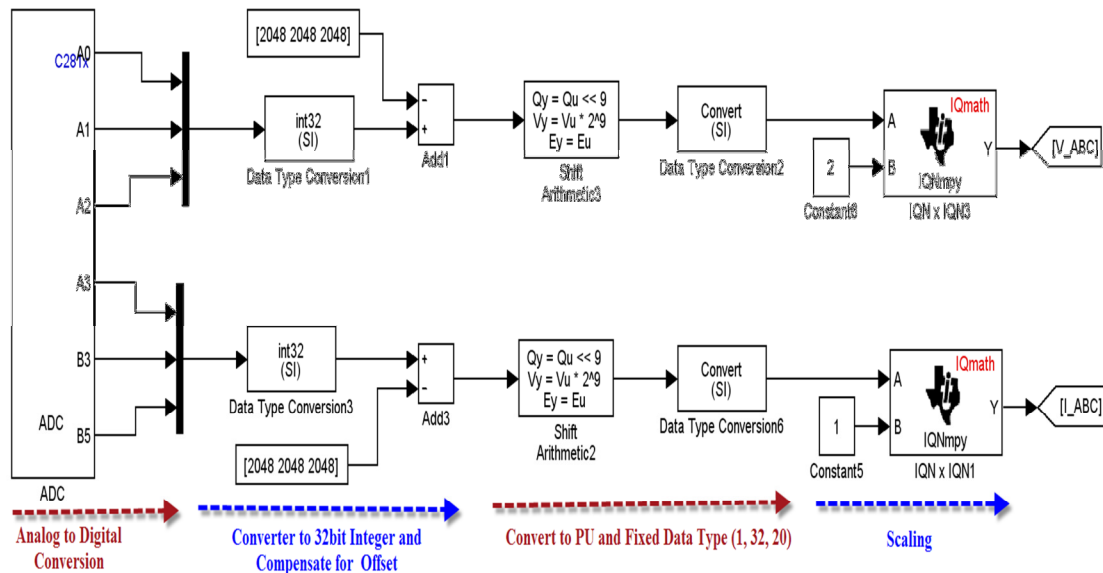 A0
C281x
A1
A2
A3
B3
B5
ADC
ADC
[2048 2048 2048]
int32
(SI)
Data Type Conversion1
−
+
Add1
Qy = Qu << 9
Vy = Vu * 2^9
Ey = Eu
Shift
Arithmetic3
Convert
(SI)
Data Type Conversion2
2
Constant6
IQmath
A
B
Y
IQNmpy
IQN x IQN3
[V_ABC]
int32
(SI)
Data Type Conversion3
[2048 2048 2048]
+
−
Add3
Qy = Qu << 9
Vy = Vu * 2^9
Ey = Eu
Shift
Arithmetic2
Convert
(SI)
Data Type Conversion6
1
Constant5
IQmath
A
B
Y
IQNmpy
IQN x IQN1
[I_ABC]
Analog to Digital
Conversion
Converter to 32bit Integer and
Compensate for Offset
Convert to PU and Fixed Data Type (1, 32, 20)
Scaling